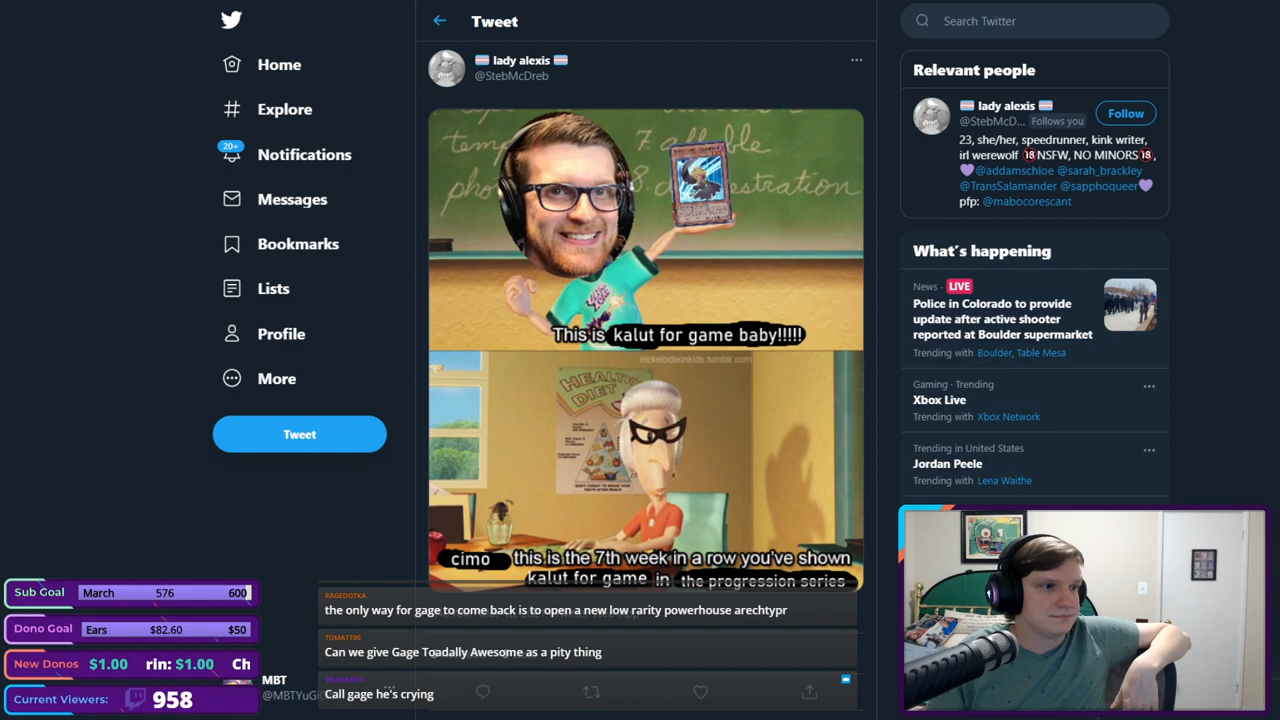 Home
Explore
20+
Notifications
Messages
Bookmarks
Lists
Profile
More
Tweet
Tweet
lady alexis
@StebMcDreb
7.
8.
This is kalut for game baby!!!!!
nickelodeonkids.tumblr.com
HEALTHY
DIET
cimo this is the 7th week in a row you've shown
kalut for game in the progression series
Search Twitter
Relevant people
lady alexis
@StebMcD... Follows you
Follow
23, she/her, speedrunner, kink writer,
irl werewolf 🔞NSFW, NO MINORS🔞,
💜@addamschloe @sarah_brackley
@TransSalamander @sapphoqueer💜
pfp: @mabocorescant
What's happening
News · LIVE
Police in Colorado to provide
update after active shooter
reported at Boulder supermarket
Trending with Boulder, Table Mesa
Gaming · Trending
Xbox Live
Trending with Xbox Network
Trending in United States
Jordan Peele
Trending with Lena Waithe
Sub Goal March 576 600
Dono Goal Ears $82.60 $50
New Donos $1.00 rin: $1.00 Ch
Current Viewers: 958
MBT
RAGEDOTKA
the only way for gage to come back is to open a new low rarity powerhouse arechtypr
TOMATT00
Can we give Gage Toadally Awesome as a pity thing
Call gage he's crying